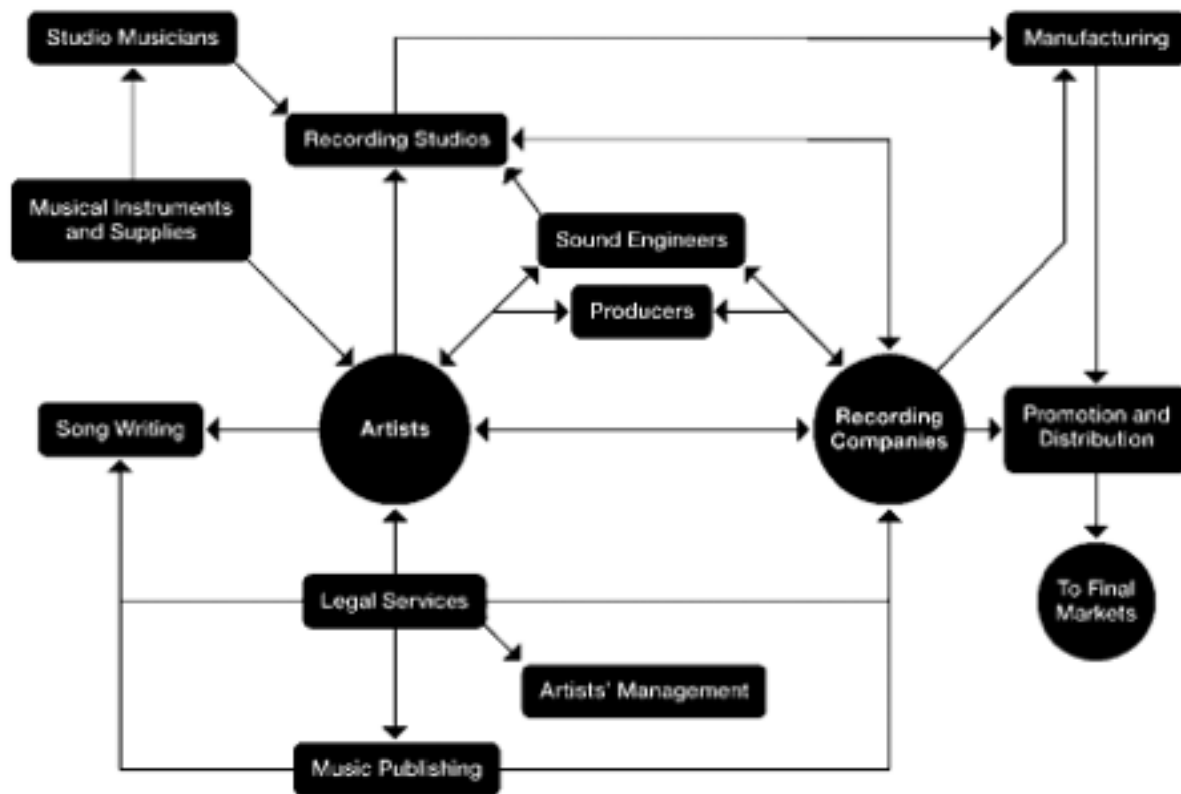 Studio Musicians
Manufacturing
Recording Studios
Musical Instruments
and Supplies
Sound Engineers
Producers
Song Writing
Artists
Recording
Companies
Promotion and
Distribution
Legal Services
To Final
Markets
Artists' Management
Music Publishing